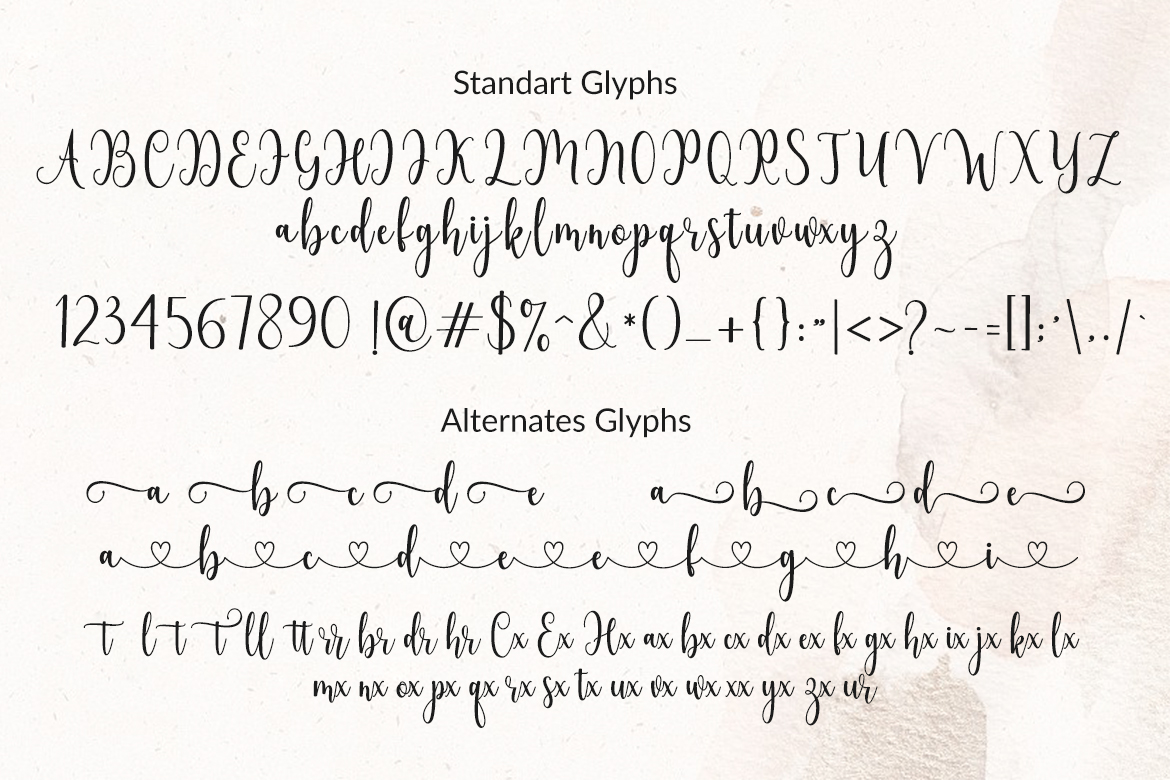 Standart Glyphs
ABCDEFGHIJKLMNOPQRSTUVWXYZ
abcdefghijklmnopqrstuvwxyz
1234567890 !@#$%^&*()_+{}:"|<>?~-=[];'\,./`
Alternates Glyphs
a b c d e a b c d e
a b c d e e f g h i
t lt t ll tt rr br dr hr Cx Ex Hx ax bx cx dx ex fx gx hx ix jx kx lx
mx nx ox px qx rx sx tx ux vx wx xx yx zx ur